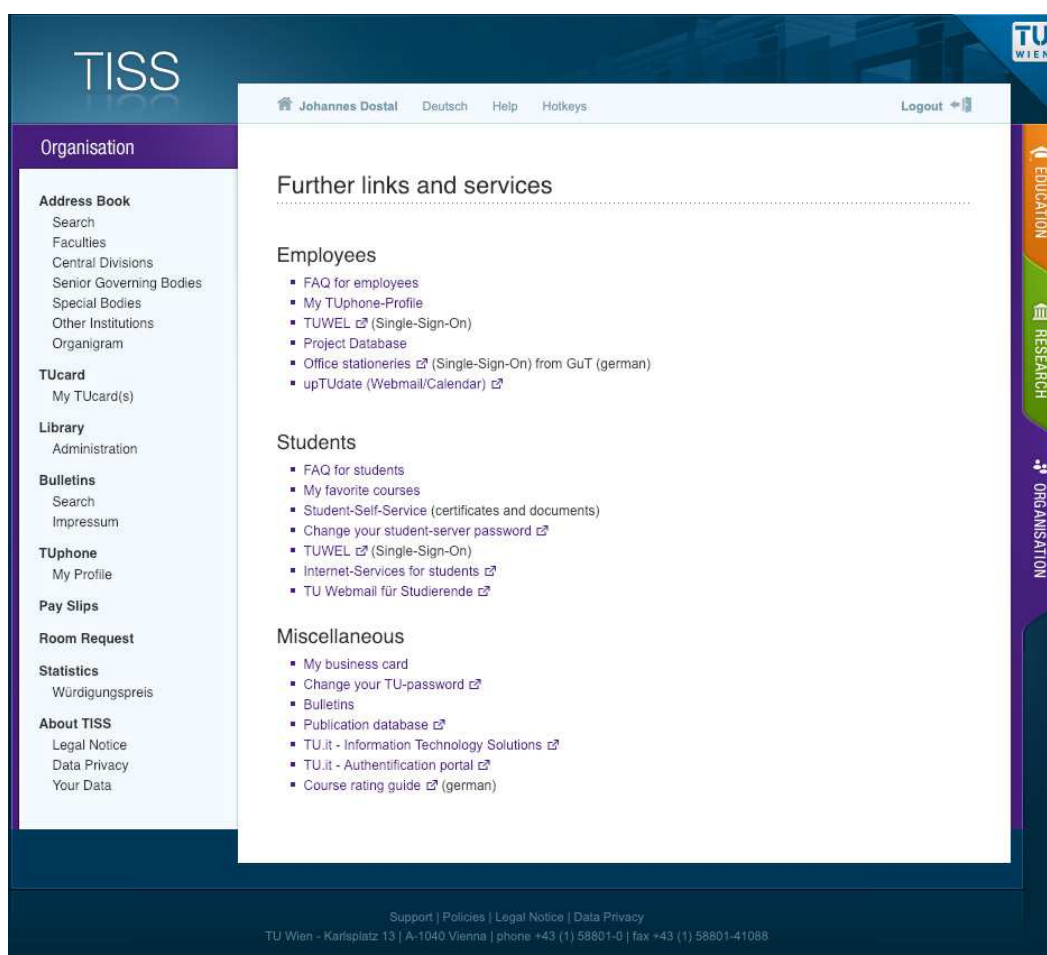 TISS
TU
WIEN
Johannes Dostal Deutsch Help Hotkeys Logout
Organisation
Address Book
Search
Faculties
Central Divisions
Senior Governing Bodies
Special Bodies
Other Institutions
Organigram
TUcard
My TUcard(s)
Library
Administration
Bulletins
Search
Impressum
TUphone
My Profile
Pay Slips
Room Request
Statistics
Würdigungspreis
About TISS
Legal Notice
Data Privacy
Your Data
Further links and services
Employees
FAQ for employees
My TUphone-Profile
TUWEL (Single-Sign-On)
Project Database
Office stationeries (Single-Sign-On) from GuT (german)
upTUdate (Webmail/Calendar)
Students
FAQ for students
My favorite courses
Student-Self-Service (certificates and documents)
Change your student-server password
TUWEL (Single-Sign-On)
Internet-Services for students
TU Webmail für Studierende
Miscellaneous
My business card
Change your TU-password
Bulletins
Publication database
TU.it - Information Technology Solutions
TU.it - Authentification portal
Course rating guide (german)
EDUCATION
RESEARCH
ORGANISATION
Support | Policies | Legal Notice | Data Privacy
TU Wien - Karlsplatz 13 | A-1040 Vienna | phone +43 (1) 58801-0 | fax +43 (1) 58801-41088